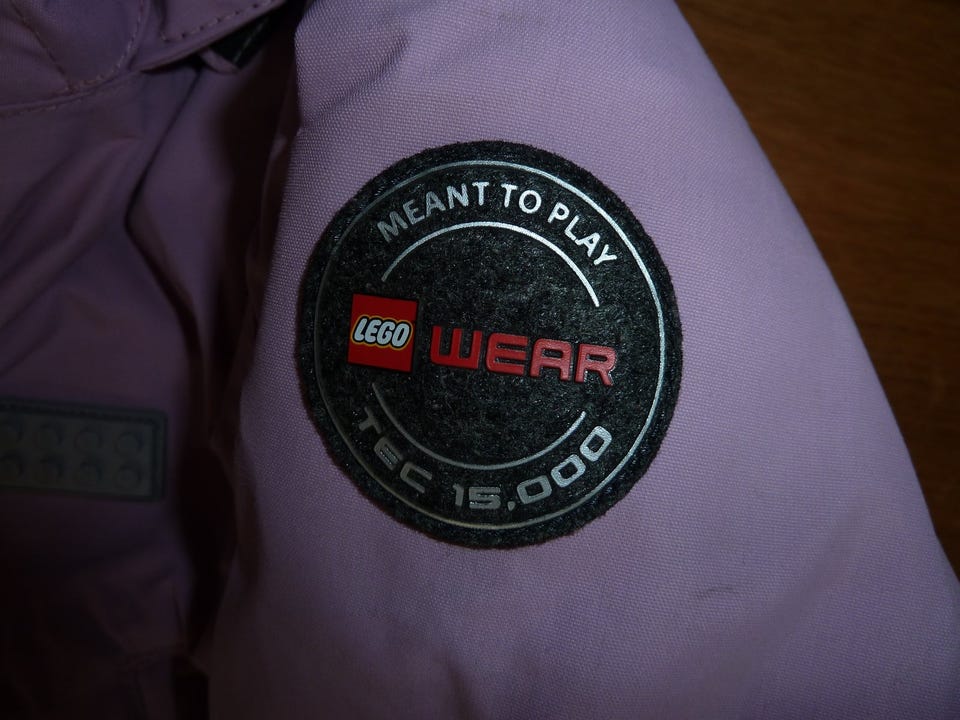 MEANT TO PLAY
LEGO WEAR
TEC 15.000